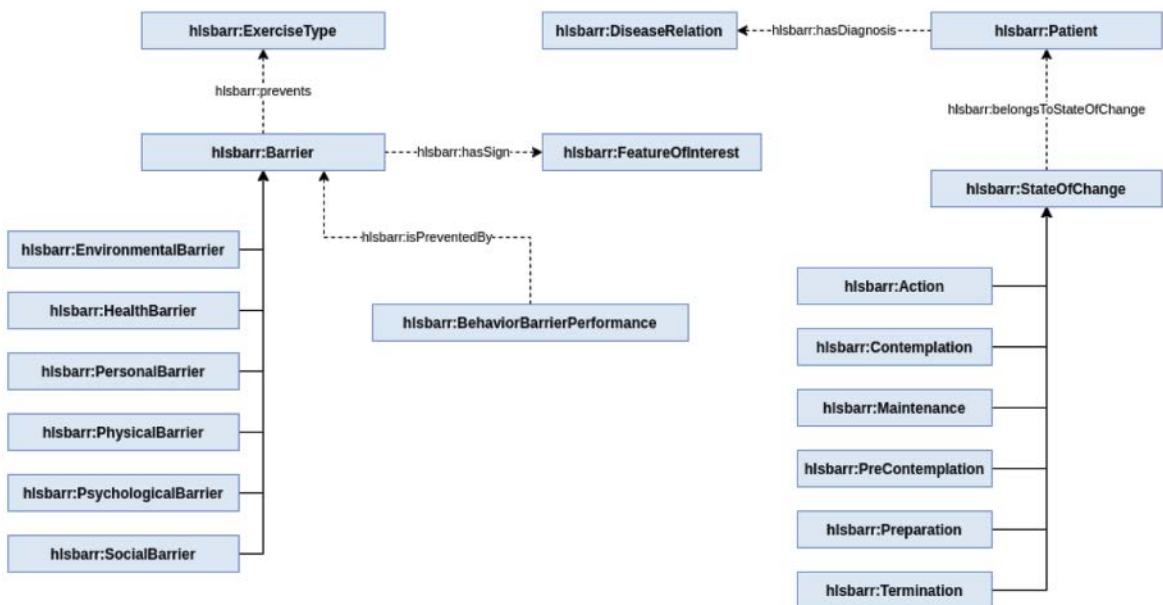 hlsbarr:ExerciseType
hlsbarr:DiseaseRelation
hlsbarr:hasDiagnosis
hlsbarr:Patient
hlsbarr:prevents
hlsbarr:belongsToStateOfChange
hlsbarr:Barrier
hlsbarr:hasSign
hlsbarr:FeatureOfInterest
hlsbarr:StateOfChange
hlsbarr:isPreventedBy
hlsbarr:EnvironmentalBarrier
hlsbarr:HealthBarrier
hlsbarr:PersonalBarrier
hlsbarr:PhysicalBarrier
hlsbarr:PsychologicalBarrier
hlsbarr:SocialBarrier
hlsbarr:BehaviorBarrierPerformance
hlsbarr:Action
hlsbarr:Contemplation
hlsbarr:Maintenance
hlsbarr:PreContemplation
hlsbarr:Preparation
hlsbarr:Termination